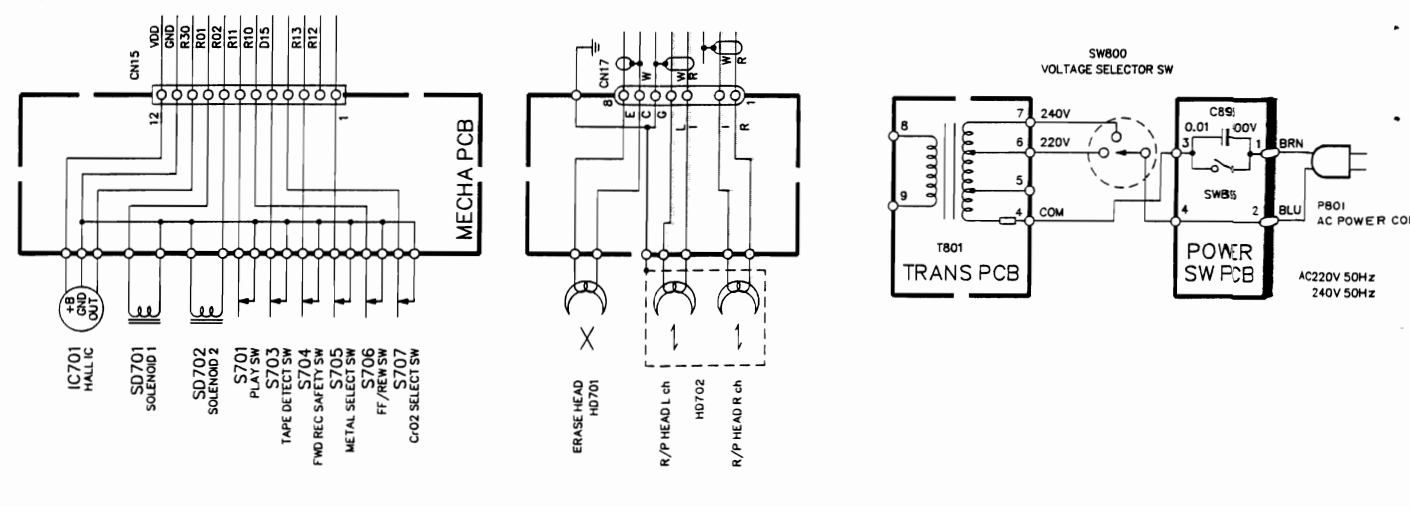 CN15
VDD
GND
R30
R01
R02
R11
R10
D15
R13
R12
12
1
MECHA PCB
+B
GND
OUT
IC701
HALL IC
SD701
SOLENOID 1
SD702
SOLENOID 2
S701
PLAY SW
S703
TAPE DETECT SW
S704
FWD REC SAFETY SW
S705
METAL SELECT SW
S706
FF/REW SW
S707
CrO2 SELECT SW
CN17
W
W
R
W
R
8
1
E
C
G
L
I
I
R
ERASE HEAD
HD701
R/P HEAD L ch
HD702
R/P HEAD R ch
SW800
VOLTAGE SELECTOR SW
8
9
7
240V
6
220V
5
4
COM
T801
TRANS PCB
0.01
3
1
4
2
POWER
SW PCB
BRN
BLU
P801
AC POWER
AC220V 50Hz
240V 50Hz